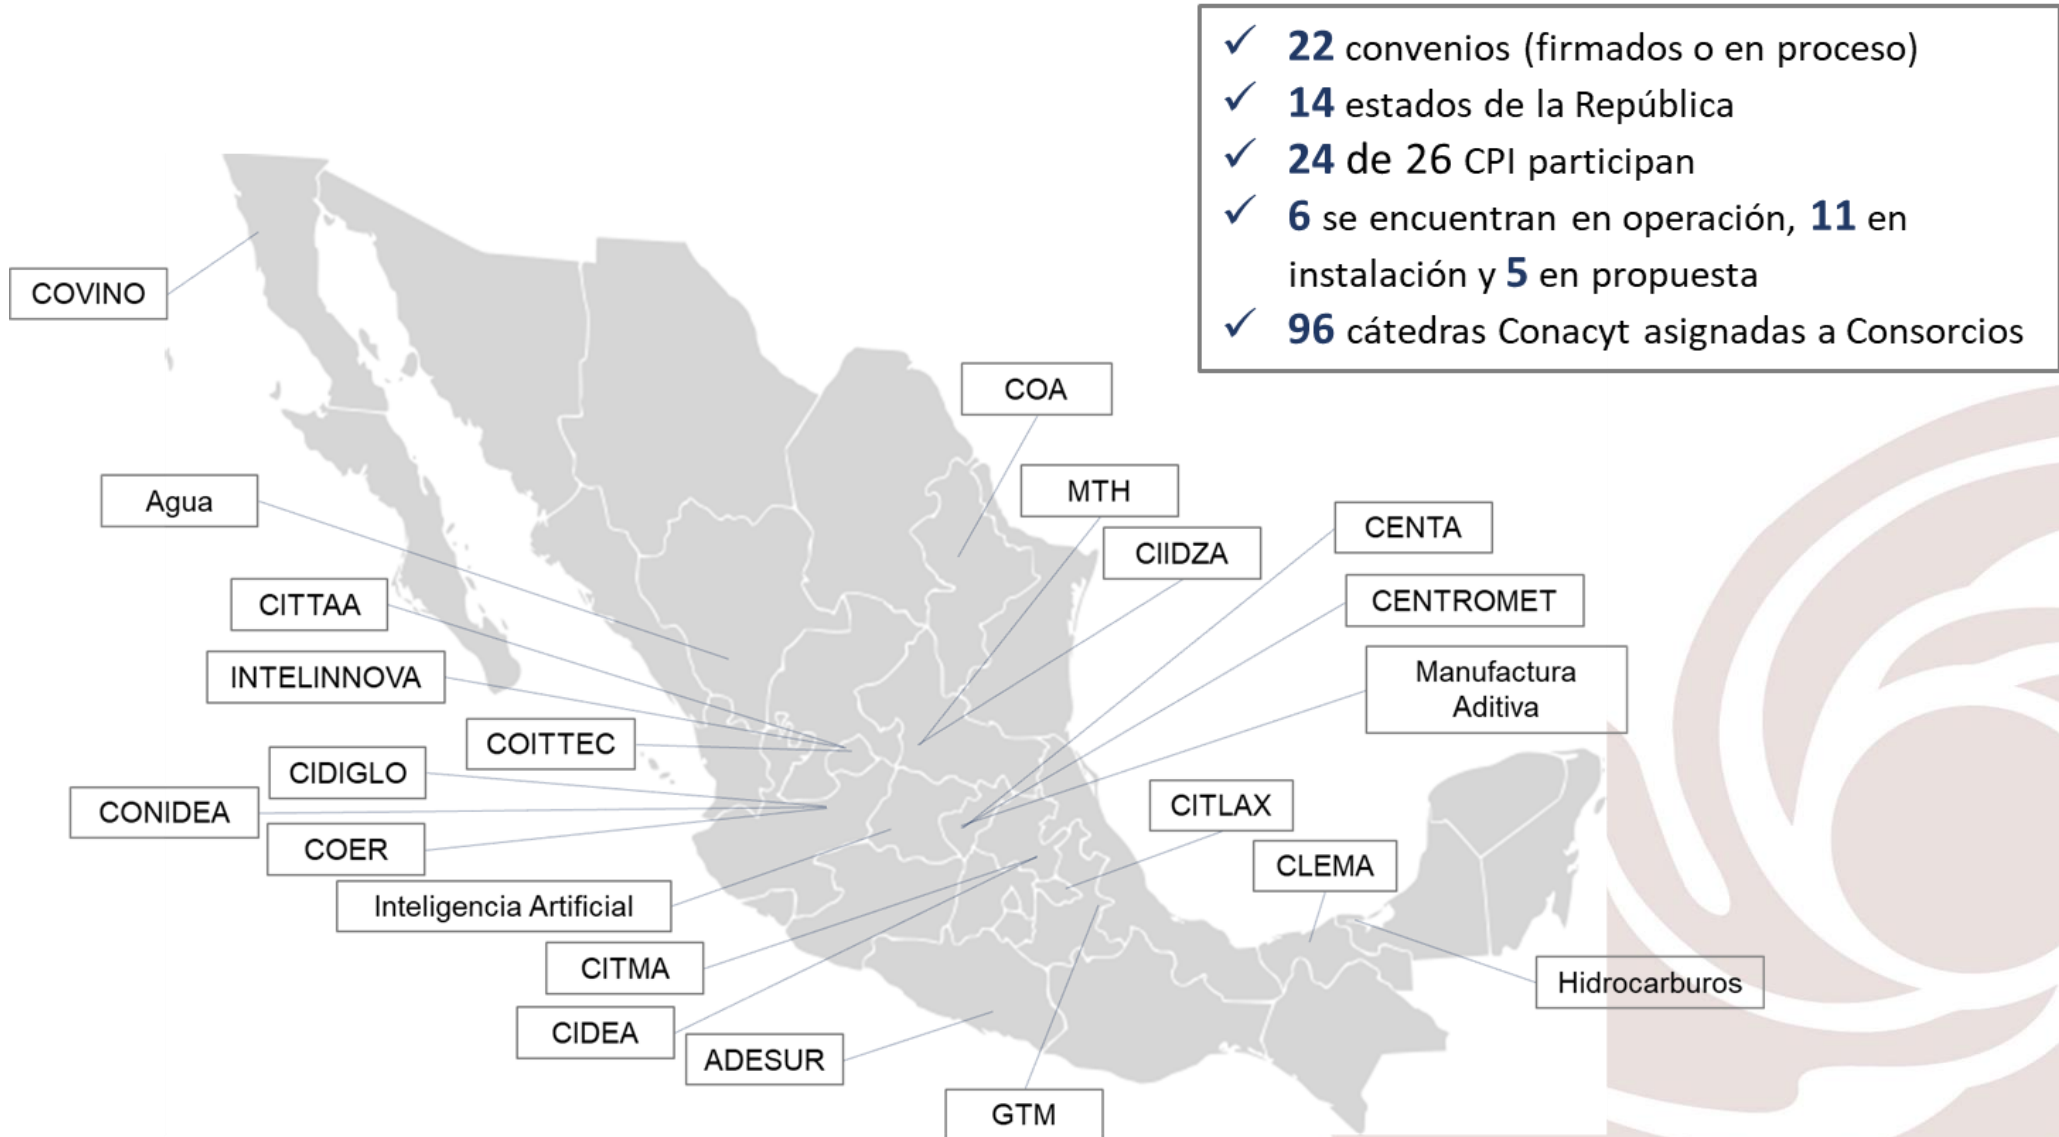 ✓ 22 convenios (firmados o en proceso)
✓ 14 estados de la República
✓ 24 de 26 CPI participan
✓ 6 se encuentran en operación, 11 en
instalación y 5 en propuesta
✓ 96 cátedras Conacyt asignadas a Consorcios
COVINO
COA
MTH
Agua
CENTA
CIIDZA
CITTAA
CENTROMET
INTELINNOVA
Manufactura
Aditiva
COITTEC
CIDIGLO
CONIDEA
CITLAX
COER
CLEMA
Inteligencia Artificial
CITMA
Hidrocarburos
CIDEA
ADESUR
GTM